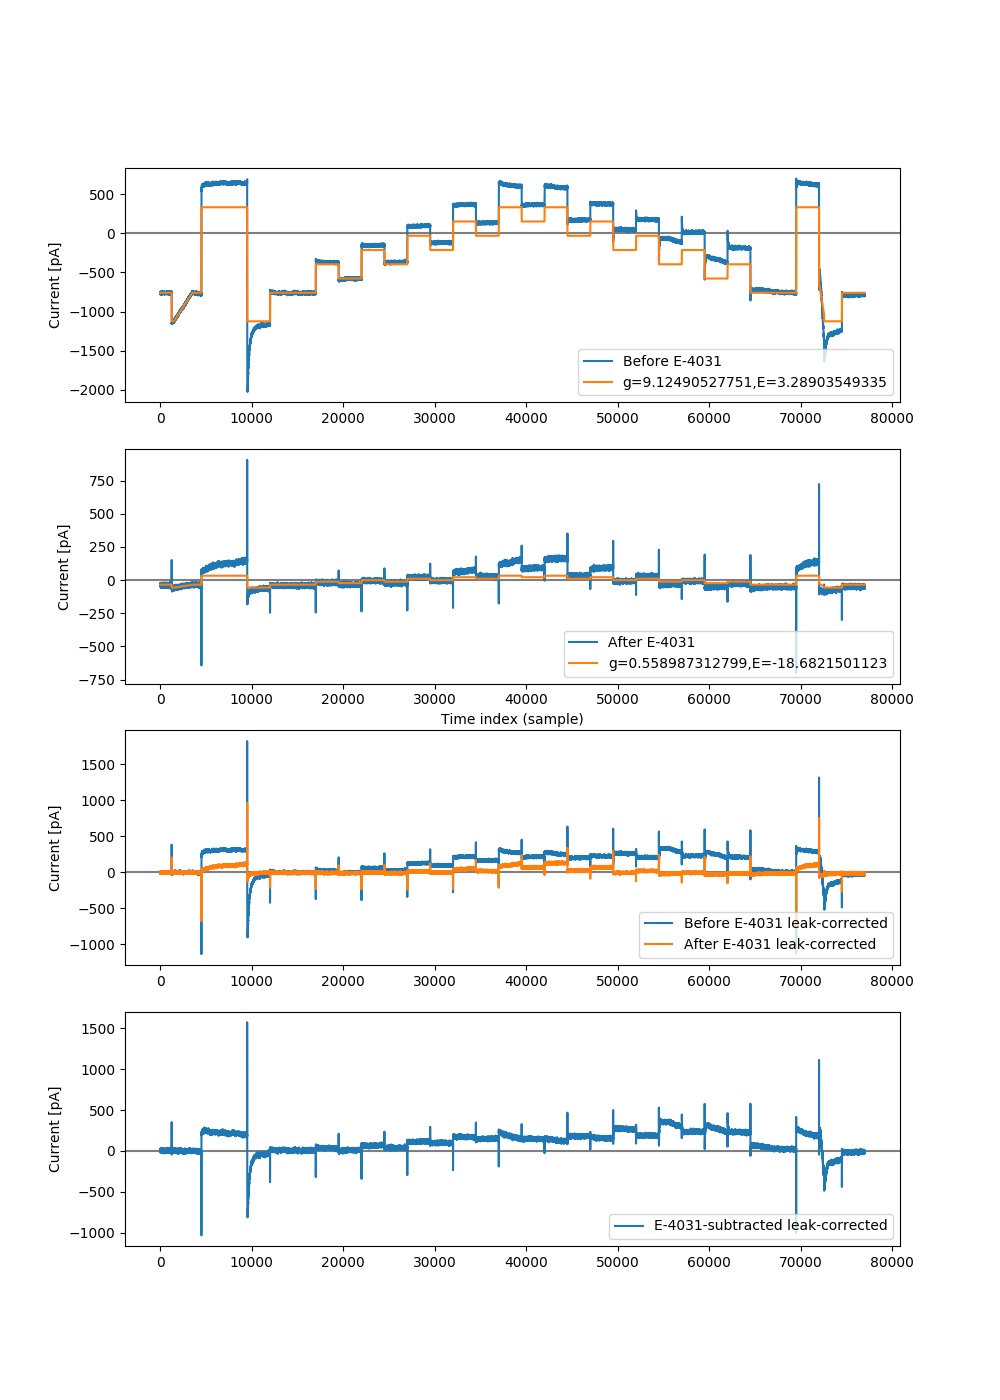 500
0
−500
−1000
−1500
−2000
Current [pA]
Before E-4031
g=9.12490527751,E=3.28903549335
0 10000 20000 30000 40000 50000 60000 70000 80000
750
500
250
0
−250
−500
−750
Current [pA]
After E-4031
g=0.558987312799,E=-18.6821501123
0 10000 20000 30000 40000 50000 60000 70000 80000
Time index (sample)
1500
1000
500
0
−500
−1000
Current [pA]
Before E-4031 leak-corrected
After E-4031 leak-corrected
0 10000 20000 30000 40000 50000 60000 70000 80000
1500
1000
500
0
−500
−1000
Current [pA]
E-4031-subtracted leak-corrected
0 10000 20000 30000 40000 50000 60000 70000 80000